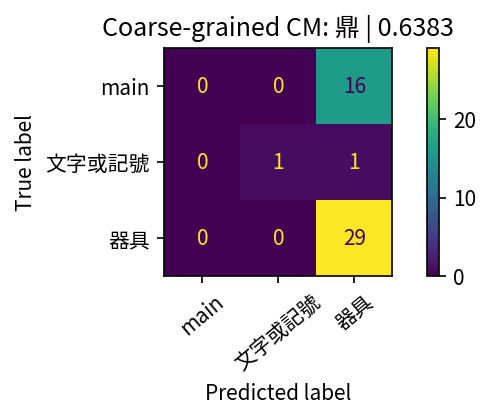 Coarse-grained CM: 鼎 | 0.6383
True label
main
0 0 16
文字或記號
0 1 1
器具
0 0 29
main 文字或記號 器具
Predicted label
20
10
0